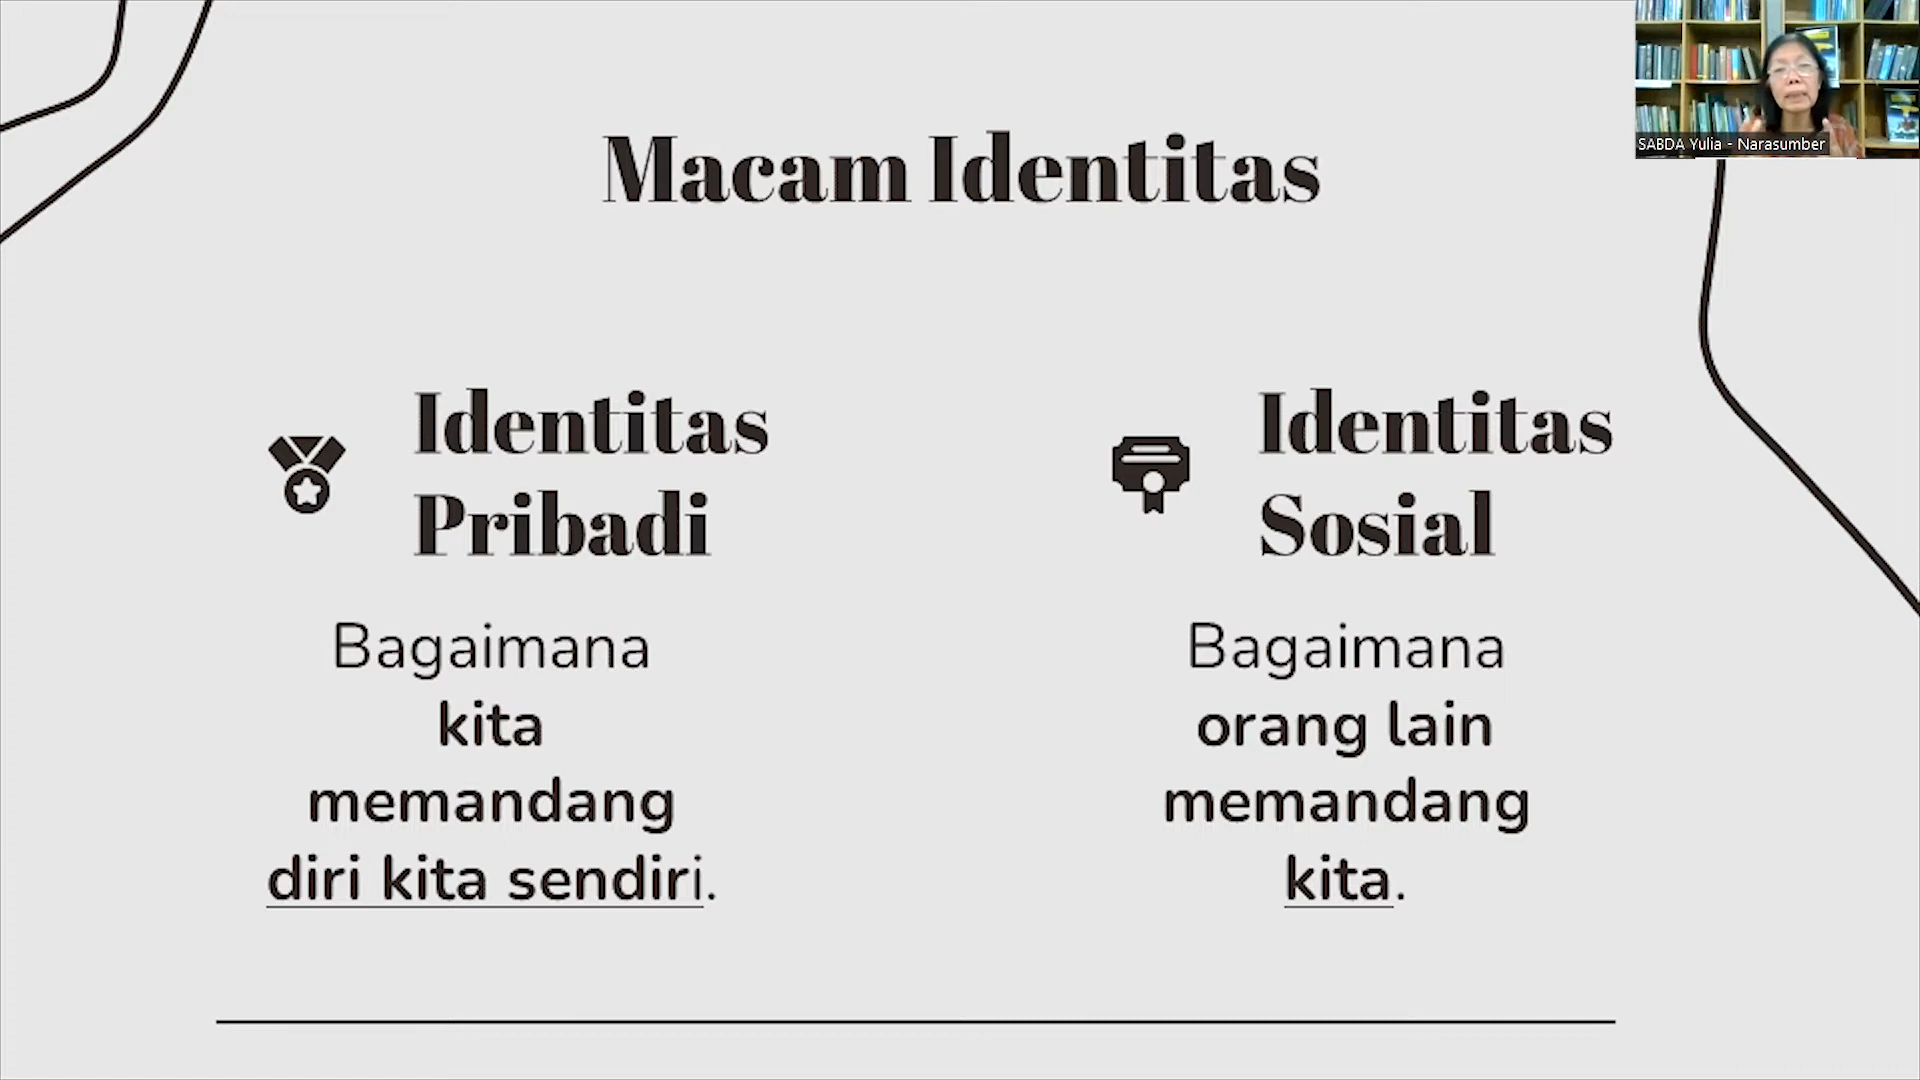 SABDA Yulia - Narasumber
Macam Identitas
Identitas
Pribadi
Bagaimana
kita
memandang
diri kita sendiri.
Identitas
Sosial
Bagaimana
orang lain
memandang
kita.